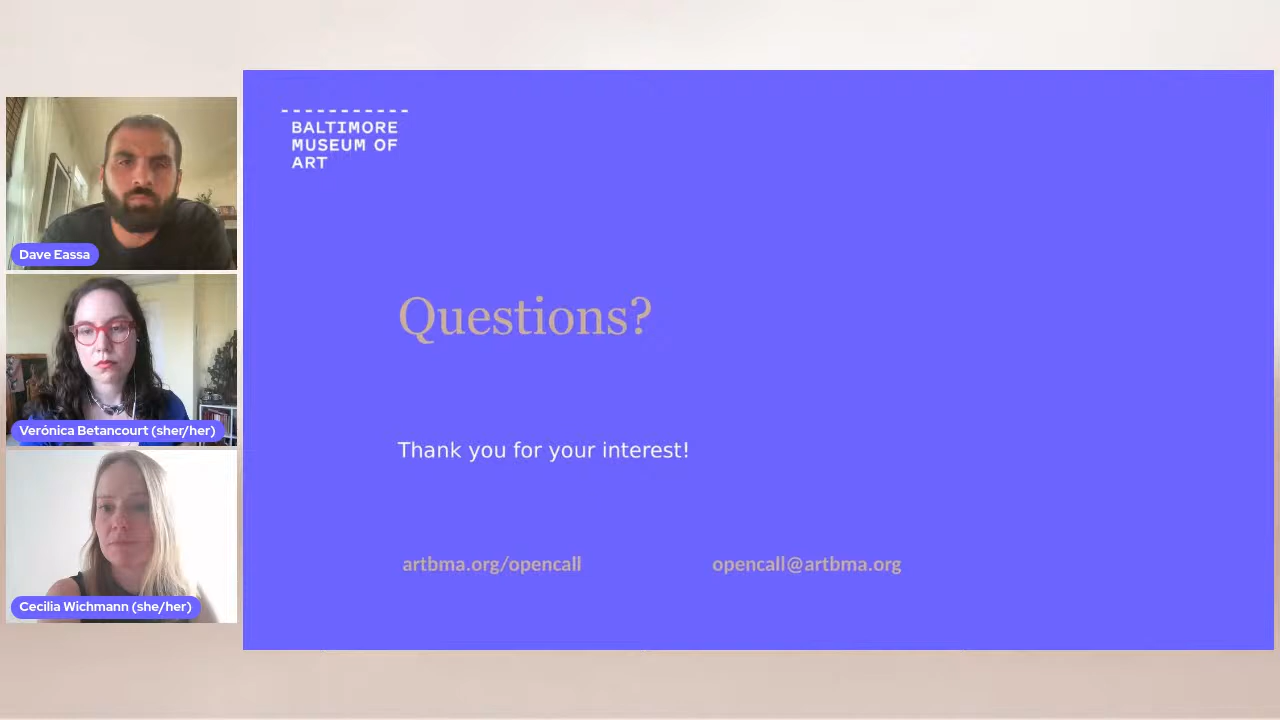 Dave Eassa
Verónica Betancourt (sher/her)
Cecilia Wichmann (she/her)
BALTIMORE
MUSEUM OF
ART
Questions?
Thank you for your interest!
artbma.org/opencall
opencall@artbma.org